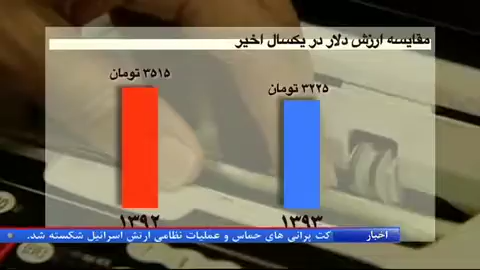 مقایسه ارزش دلار در یکسال اخیر
۳۵۱۵ تومان
۳۲۲۵ تومان
۱۳۹۲
۱۳۹۳
اخبار
کت پرانی های حماس و عملیات نظامی ارتش اسرائیل شکسته شد.